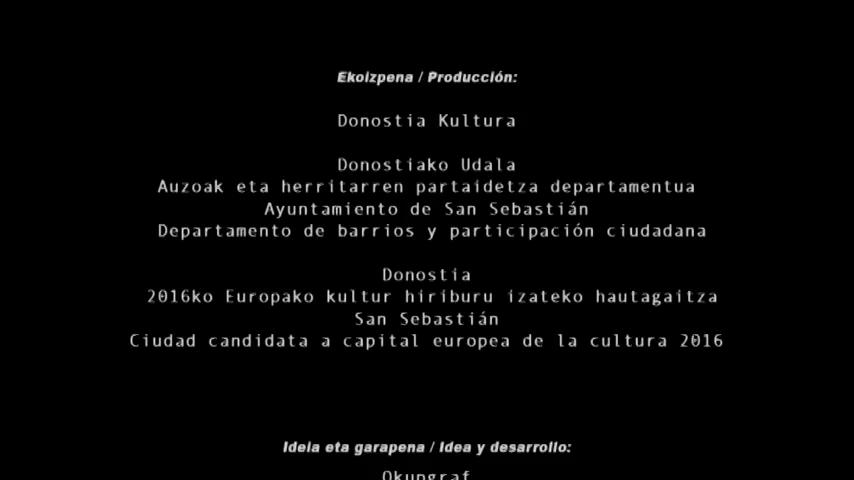 Ekoizpena / Producción:
Donostia Kultura
Donostiako Udala
Auzoak eta herritarren partaidetza departamentua
Ayuntamiento de San Sebastián
Departamento de barrios y participación ciudadana
Donostia
2016ko Europako kultur hiriburu izateko hautagaitza
San Sebastián
Ciudad candidata a capital europea de la cultura 2016
Ideia eta garapena / Idea y desarrollo: